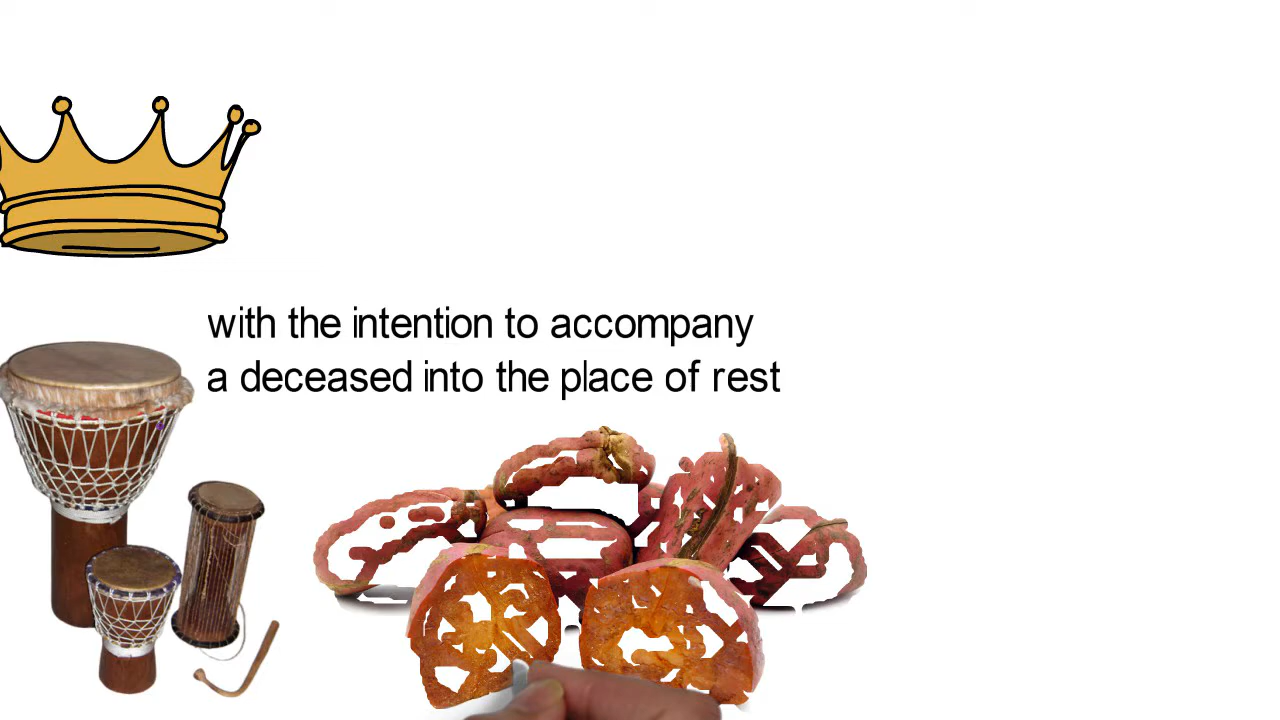 with the intention to accompany
a deceased into the place of rest